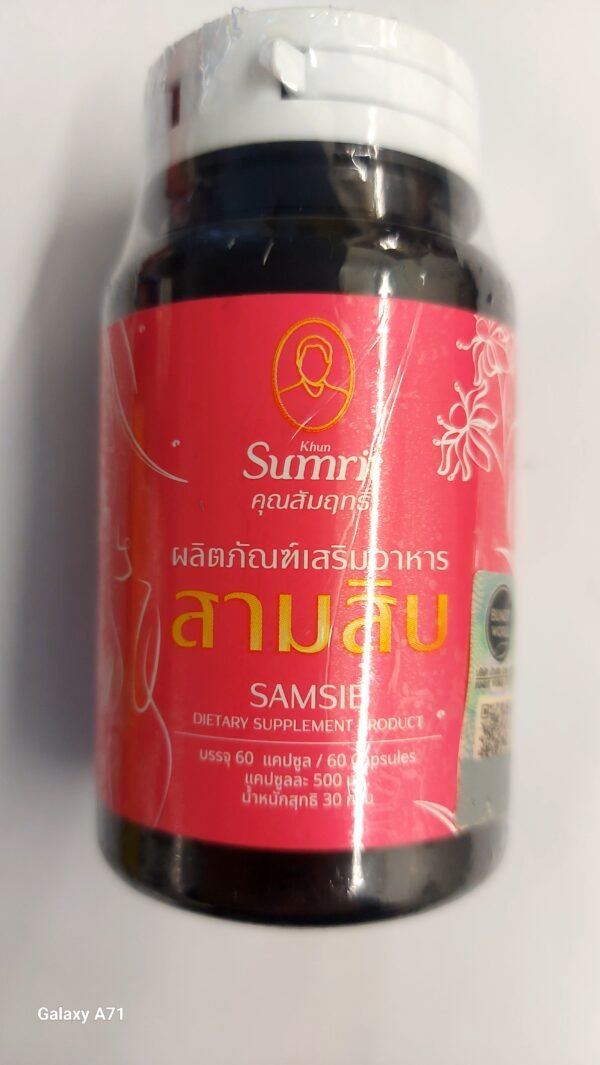 Khun
คุณสัมฤทธิ์
ผลิตภัณฑ์เสริมอาหาร
สามสิบ
DIETARY SUPPLEMENT PRODUCT
บรรจุ 60 แคปซูล / 60 Capsules
แคปซูลละ 500
น้ำหนักสุทธิ 30 กรัม
Galaxy A71